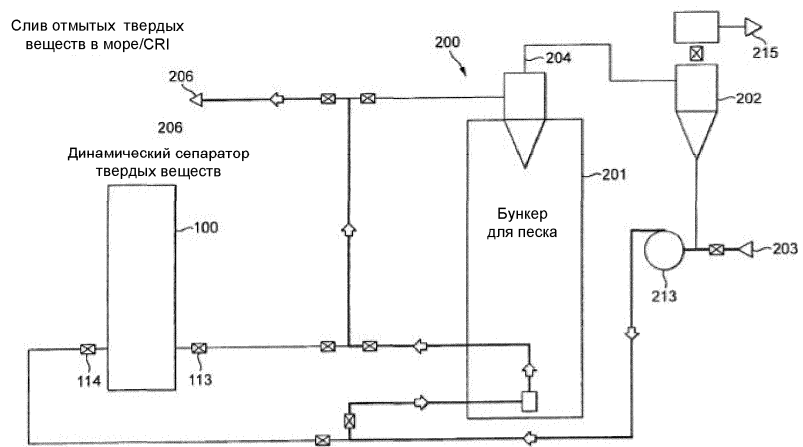 Слив отмытых твердых
веществ в море/CRI
200
204
215
206
202
206
Динамический сепаратор
твердых веществ
201
100
Бункер
для песка
203
213
114
113